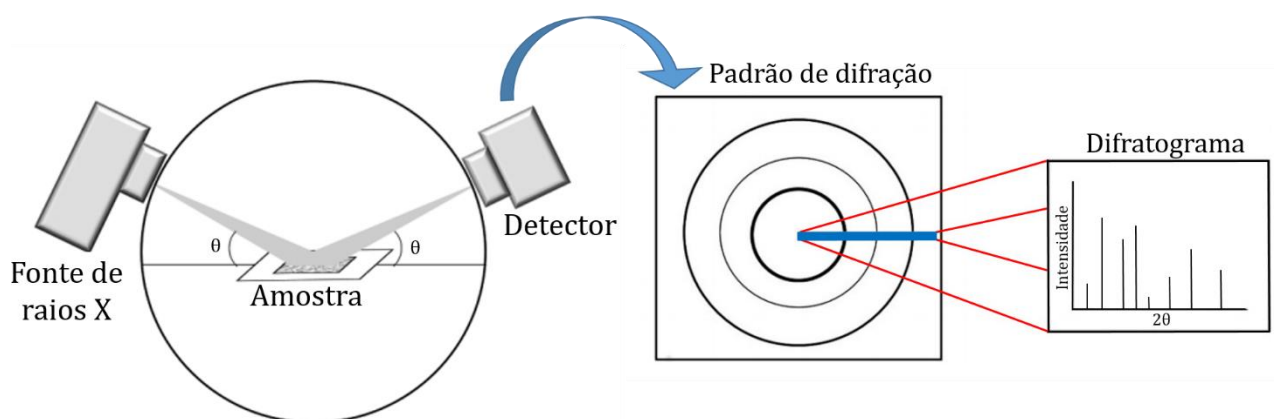 Fonte de
raios X
θ
θ
Amostra
Detector
Padrão de difração
Difratograma
Intensidade
2θ